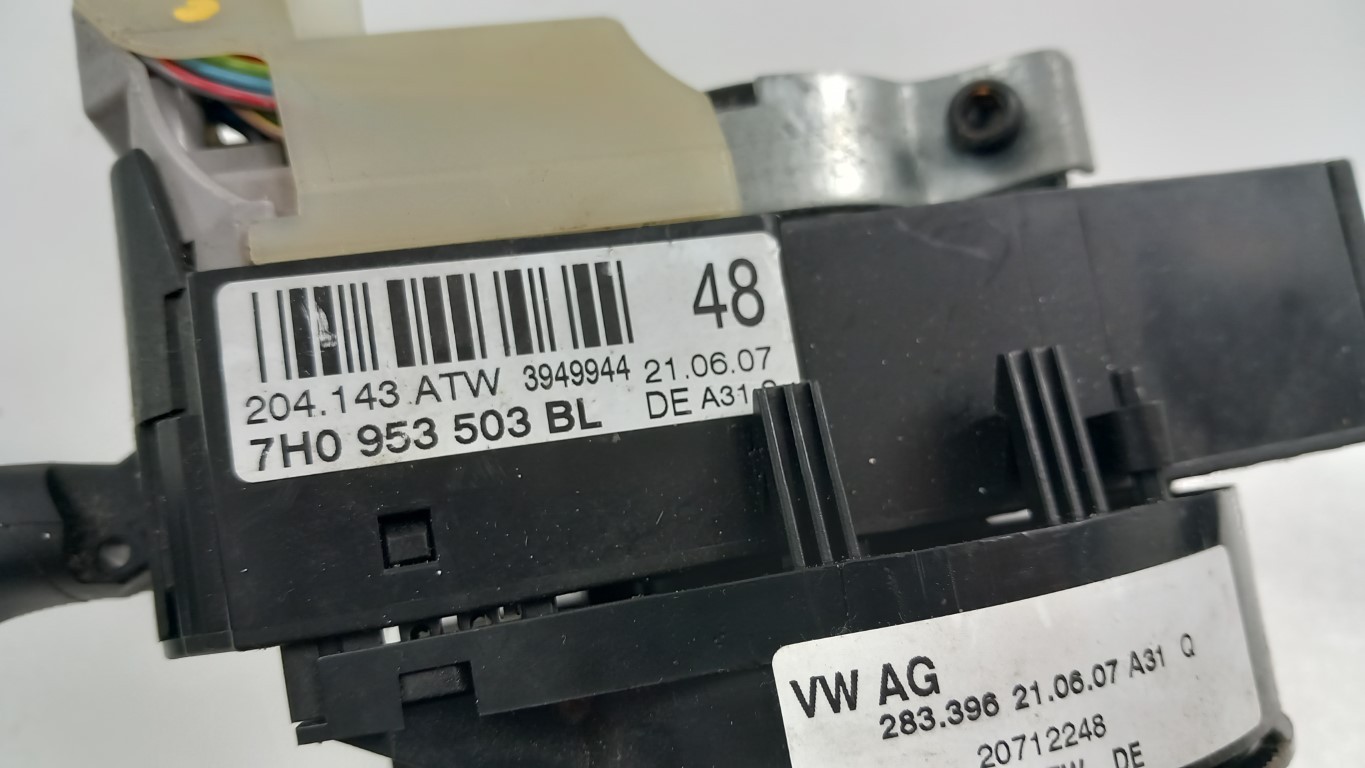 48
204.143 ATW 3949944 21.06.07
7H0 953 503 BL DE A31
VW AG
283.396 21.06.07 A31 Q
20712248
DE